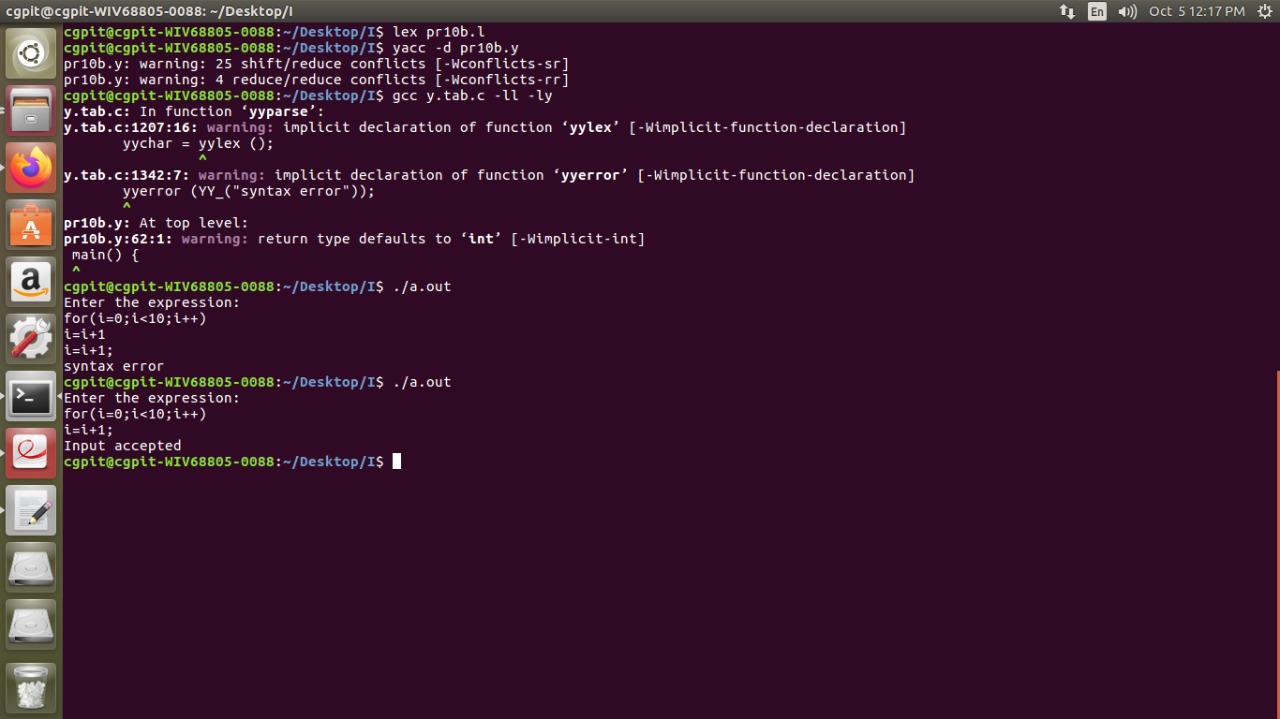 cgpit@cgpit-WIV68805-0088: ~/Desktop/I
En
Oct 5 12:17 PM
cgpit@cgpit-WIV68805-0088:~/Desktop/I$ lex pr10b.l
cgpit@cgpit-WIV68805-0088:~/Desktop/I$ yacc -d pr10b.y
pr10b.y: warning: 25 shift/reduce conflicts [-Wconflicts-sr]
pr10b.y: warning: 4 reduce/reduce conflicts [-Wconflicts-rr]
cgpit@cgpit-WIV68805-0088:~/Desktop/I$ gcc y.tab.c -ll -ly
y.tab.c: In function ‘yyparse’:
y.tab.c:1207:16: warning: implicit declaration of function ‘yylex’ [-Wimplicit-function-declaration]
       yychar = yylex ();
                ^
y.tab.c:1342:7: warning: implicit declaration of function ‘yyerror’ [-Wimplicit-function-declaration]
       yyerror (YY_("syntax error"));
       ^
pr10b.y: At top level:
pr10b.y:62:1: warning: return type defaults to ‘int’ [-Wimplicit-int]
 main() {
 ^
cgpit@cgpit-WIV68805-0088:~/Desktop/I$ ./a.out
Enter the expression:
for(i=0;i<10;i++)
i=i+1
i=i+1;
syntax error
cgpit@cgpit-WIV68805-0088:~/Desktop/I$ ./a.out
Enter the expression:
for(i=0;i<10;i++)
i=i+1;
Input accepted
cgpit@cgpit-WIV68805-0088:~/Desktop/I$